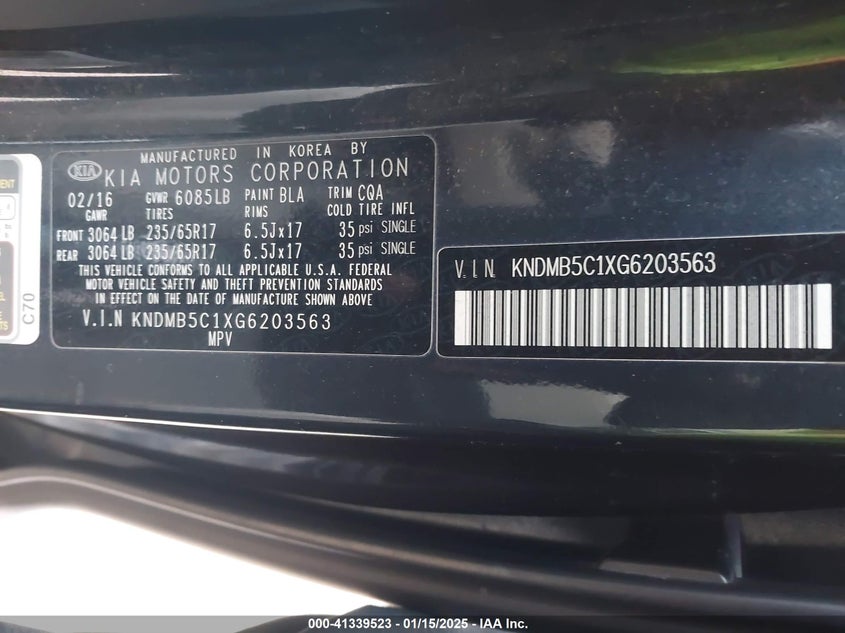 MANUFACTURED IN KOREA BY
KIA KIA MOTORS CORPORATION
02/16 GVWR 6085LB PAINT BLA TRIM CQA
GAWR TIRES RIMS COLD TIRE INFL
FRONT 3064 LB 235/65R17 6.5Jx17 35 psi SINGLE
REAR 3064 LB 235/65R17 6.5Jx17 35 psi SINGLE
THIS VEHICLE CONFORMS TO ALL APPLICABLE U.S.A. FEDERAL
MOTOR VEHICLE SAFETY AND THEFT PREVENTION STANDARDS
IN EFFECT ON THE DATE OF MANUFACTURE SHOWN ABOVE
V.I.N KNDMB5C1XG6203563
MPV
C70
V.I.N. KNDMB5C1XG6203563
000-41339523 - 01/15/2025 - IAA Inc.